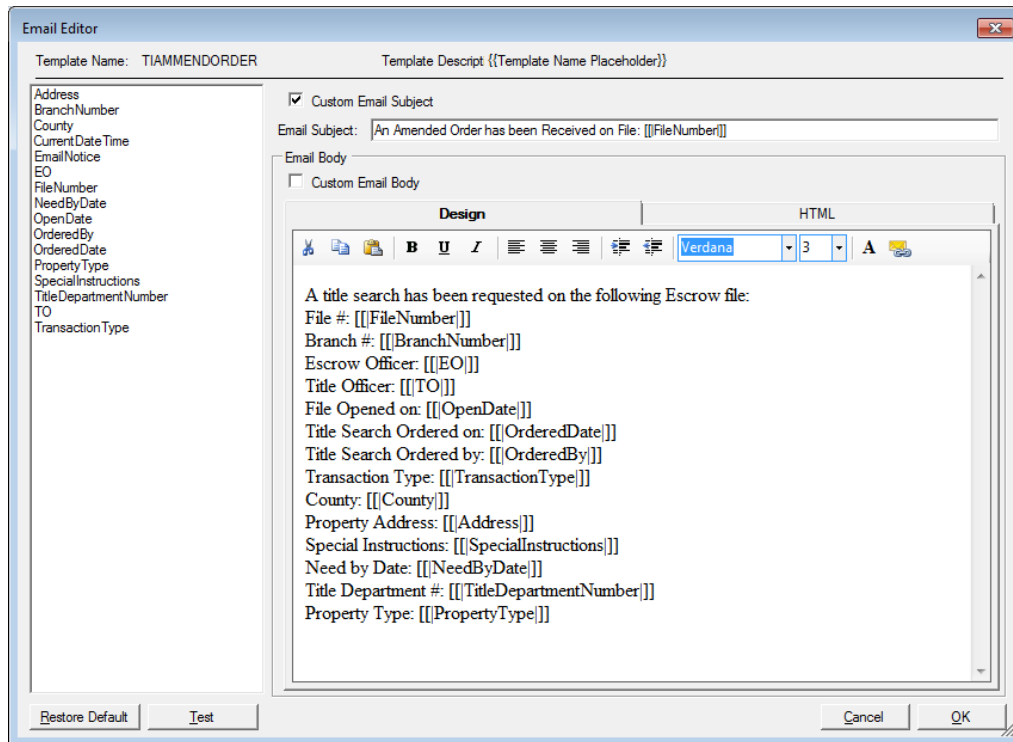 Email Editor
Template Name: TIAMMENDORDER
Template Descript {{Template Name Placeholder}}
Address
BranchNumber
County
CurrentDateTime
EmailNotice
EO
FileNumber
NeedByDate
OpenDate
OrderedBy
OrderedDate
PropertyType
SpecialInstructions
TitleDepartmentNumber
TO
TransactionType
Custom Email Subject
Email Subject: An Amended Order has been Received on File: [[|FileNumber|]]
Email Body
Custom Email Body
Design
HTML
B U I Verdana 3 A
A title search has been requested on the following Escrow file:
File #: [[|FileNumber|]]
Branch #: [[|BranchNumber|]]
Escrow Officer: [[|EO|]]
Title Officer: [[|TO|]]
File Opened on: [[|OpenDate|]]
Title Search Ordered on: [[|OrderedDate|]]
Title Search Ordered by: [[|OrderedBy|]]
Transaction Type: [[|TransactionType|]]
County: [[|County|]]
Property Address: [[|Address|]]
Special Instructions: [[|SpecialInstructions|]]
Need by Date: [[|NeedByDate|]]
Title Department #: [[|TitleDepartmentNumber|]]
Property Type: [[|PropertyType|]]
Restore Default
Test
Cancel
OK